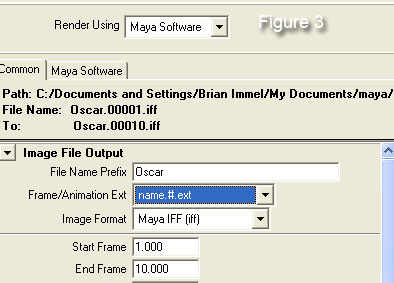 Render Using Maya Software Figure 3
Common Maya Software
Path: C:/Documents and Settings/Brian Immel/My Documents/maya/
File Name: Oscar.00001.iff
To: Oscar.00010.iff
Image File Output
File Name Prefix Oscar
Frame/Animation Ext name.#.ext
Image Format Maya IFF (iff)
Start Frame 1.000
End Frame 10.000